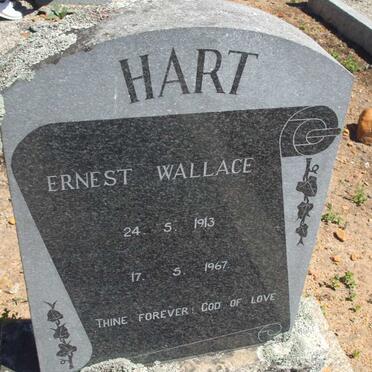 HART
ERNEST WALLACE
24. 5. 1913
17. 5. 1967.
THINE FOREVER: GOD OF LOVE